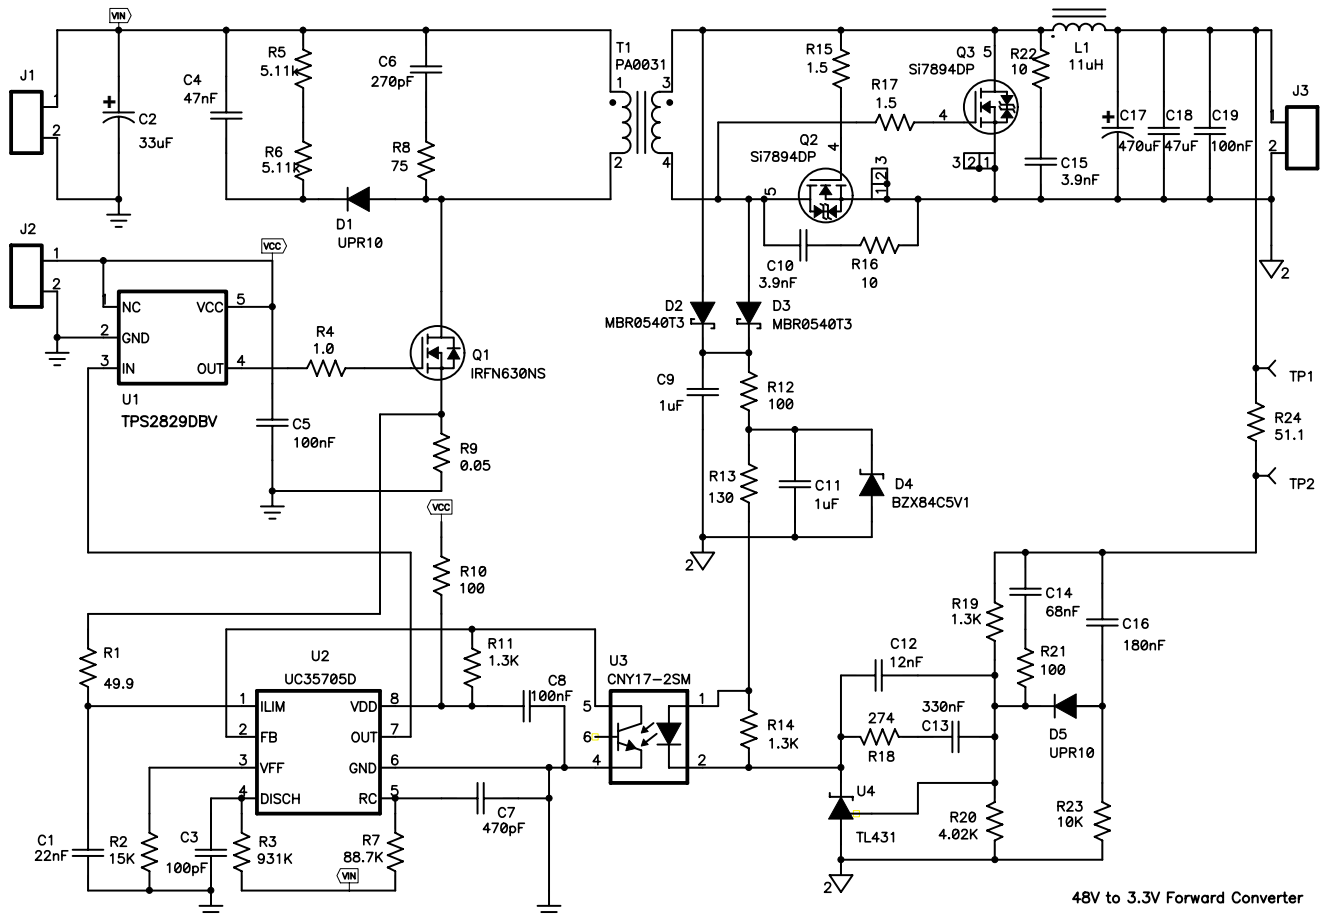 VIN
J1
1
2
C2
33uF
C4
47nF
R5
5.11k
R6
5.11K
C6
270pF
R8
75
D1
UPR10
T1
PA0031
1
2
3
4
R15
1.5
R17
1.5
Q3
Si7894DP
5
4
3 2 1
Q2
Si7894DP
4
5
1 2 3
R22
10
C15
3.9nF
L1
11uH
C17
470uF
C18
47uF
C19
100nF
J3
1
2
2
C10
3.9nF
R16
10
J2
1
2
VCC
1 NC
2 GND
3 IN
VCC 5
OUT 4
U1
TPS2829DBV
R4
1.0
Q1
IRFN630NS
C5
100nF
R9
0.05
D2
MBR0540T3
D3
MBR0540T3
C9
1uF
R12
100
R13
130
C11
1uF
D4
BZX84C5V1
2
TP1
R24
51.1
TP2
VCC
R10
100
R1
49.9
U2
UC35705D
1 ILIM
2 FB
3 VFF
4 DISCH
VDD 8
OUT 7
GND 6
RC 5
R11
1.3K
C8
100nF
U3
CNY17-2SM
5
6
4
1
2
R14
1.3K
C12
12nF
274
R18
330nF
C13
R19
1.3K
C14
68nF
R21
100
C16
180nF
D5
UPR10
U4
TL431
R20
4.02K
R23
10K
2
C1
22nF
R2
15K
C3
100pF
R3
931K
R7
88.7K
VIN
C7
470pF
48V to 3.3V Forward Converter